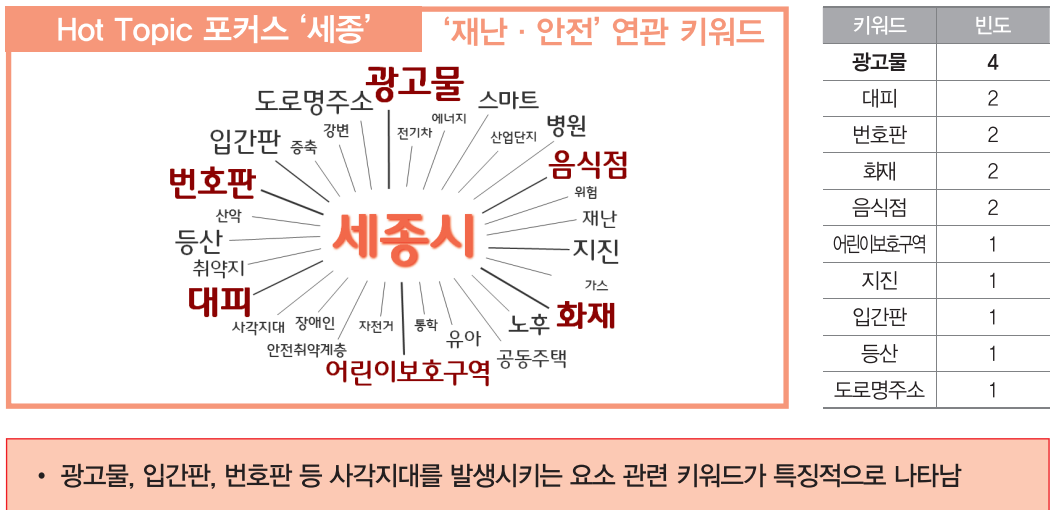 Hot Topic 포커스 ‘세종’
‘재난 · 안전’ 연관 키워드
광고물
도로명주소
스마트
에너지
강변
전기차
산업단지
병원
입간판
증축
음식점
번호판
위험
산악
재난
등산
세종시
지진
취약지
가스
대피
화재
사각지대
장애인
자전거
통학
노후
유아
안전취약계층
공동주택
어린이보호구역
키워드 빈도
광고물 4
대피 2
번호판 2
화재 2
음식점 2
어린이보호구역 1
지진 1
입간판 1
등산 1
도로명주소 1
• 광고물, 입간판, 번호판 등 사각지대를 발생시키는 요소 관련 키워드가 특징적으로 나타남